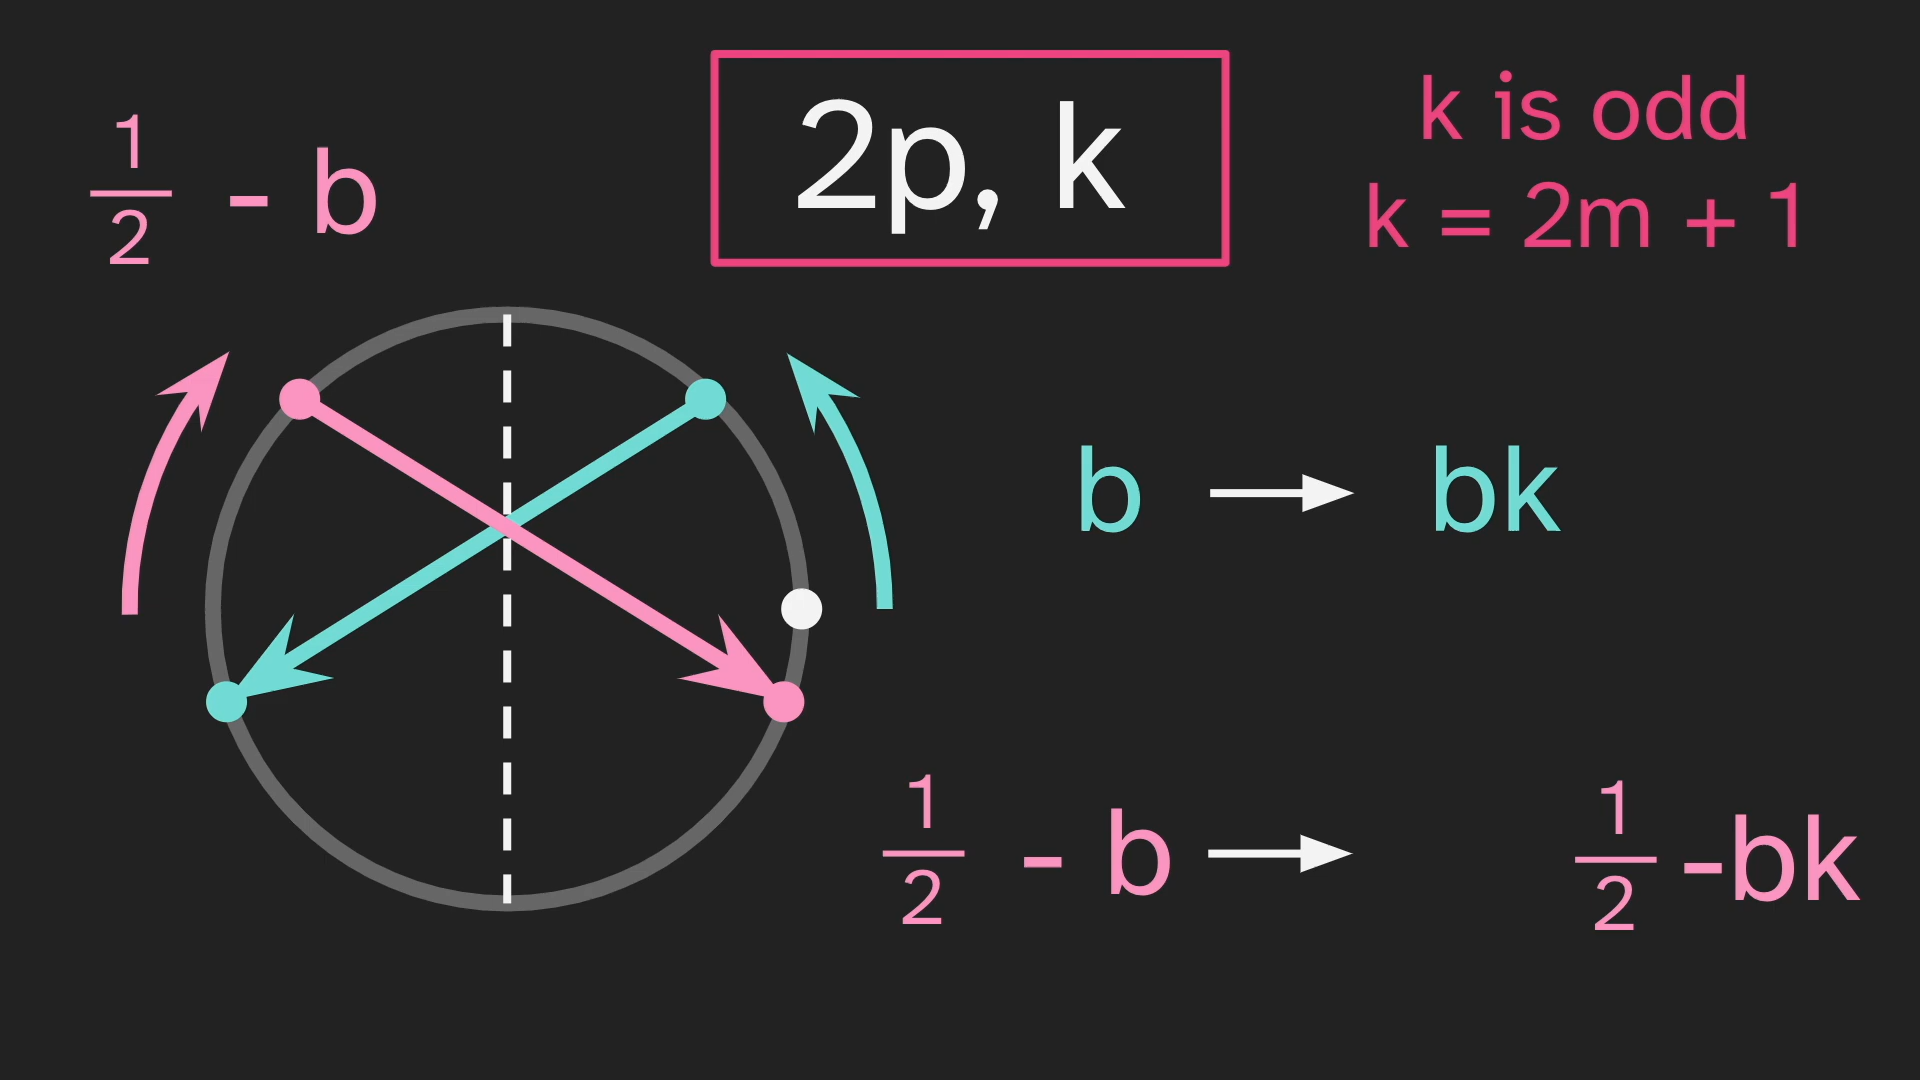 2p, k
k is odd
k = 2m + 1
1/2 - b
b → bk
1/2 - b → 1/2 -bk